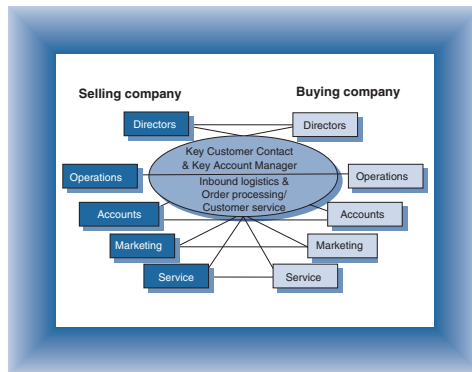 Selling company
Buying company
Directors
Directors
Key Customer Contact
& Key Account Manager
Operations
Operations
Inbound logistics &
Order processing/
Customer service
Accounts
Accounts
Marketing
Marketing
Service
Service